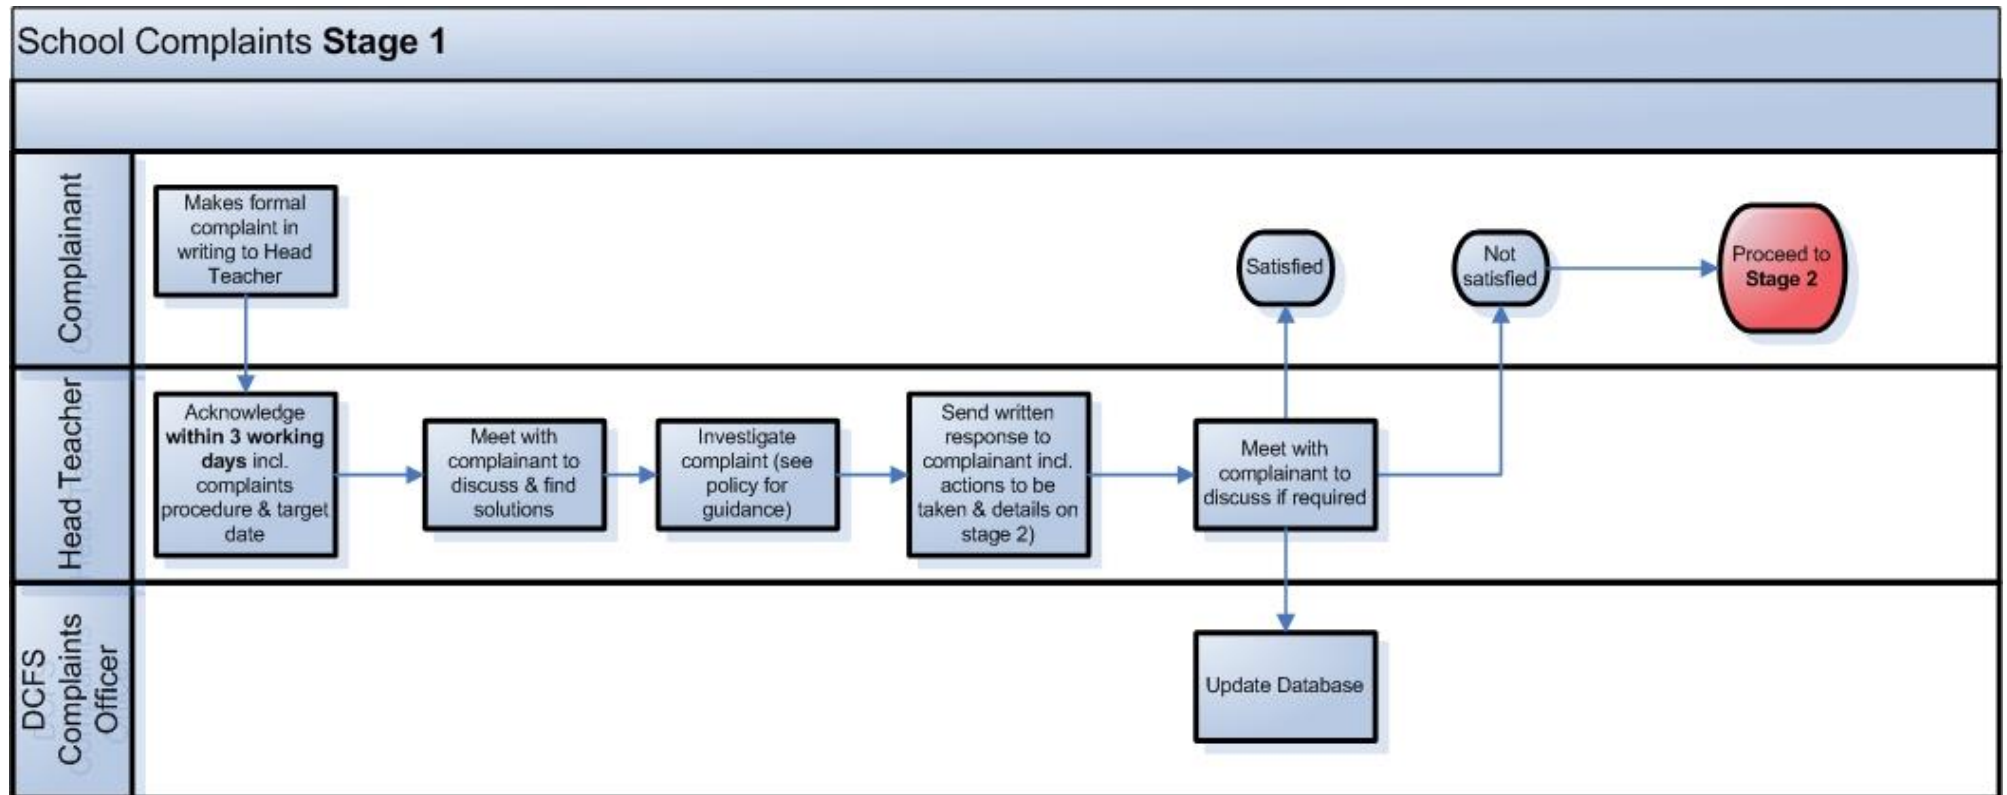 School Complaints Stage 1
Complainant
Makes formal
complaint in
writing to Head
Teacher
Satisfied
Not
satisfied
Proceed to
Stage 2
Head Teacher
Acknowledge
within 3 working
days incl.
complaints
procedure & target
date
Meet with
complainant to
discuss & find
solutions
Investigate
complaint (see
policy for
guidance)
Send written
response to
complainant incl.
actions to be
taken & details on
stage 2)
Meet with
complainant to
discuss if required
DCFS
Complaints
Officer
Update Database